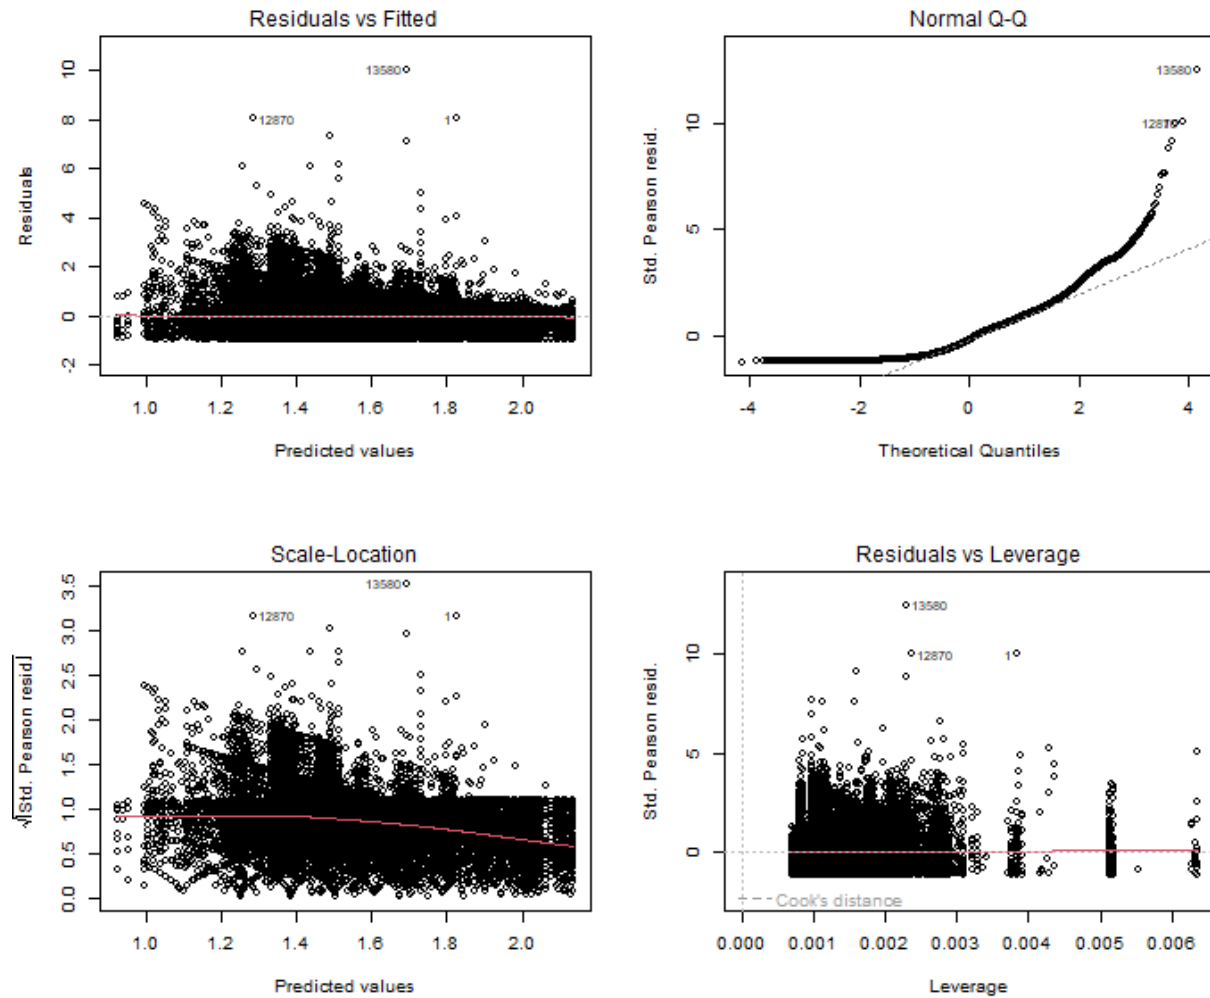 Residuals vs Fitted
Residuals
10
8
6
4
2
0
-2
13580
12870
1
1.0 1.2 1.4 1.6 1.8 2.0
Predicted values
Normal Q-Q
Std. Pearson resid.
10
5
0
13580
-4 -2 0 2 4
Theoretical Quantiles
Scale-Location
√|Std. Pearson resid|
3.5
3.0
2.5
2.0
1.5
1.0
0.5
0.0
13580
12870
1
1.0 1.2 1.4 1.6 1.8 2.0
Predicted values
Residuals vs Leverage
Std. Pearson resid.
10
5
0
13580
12870
1
Cook's distance
0.000 0.001 0.002 0.003 0.004 0.005 0.006
Leverage